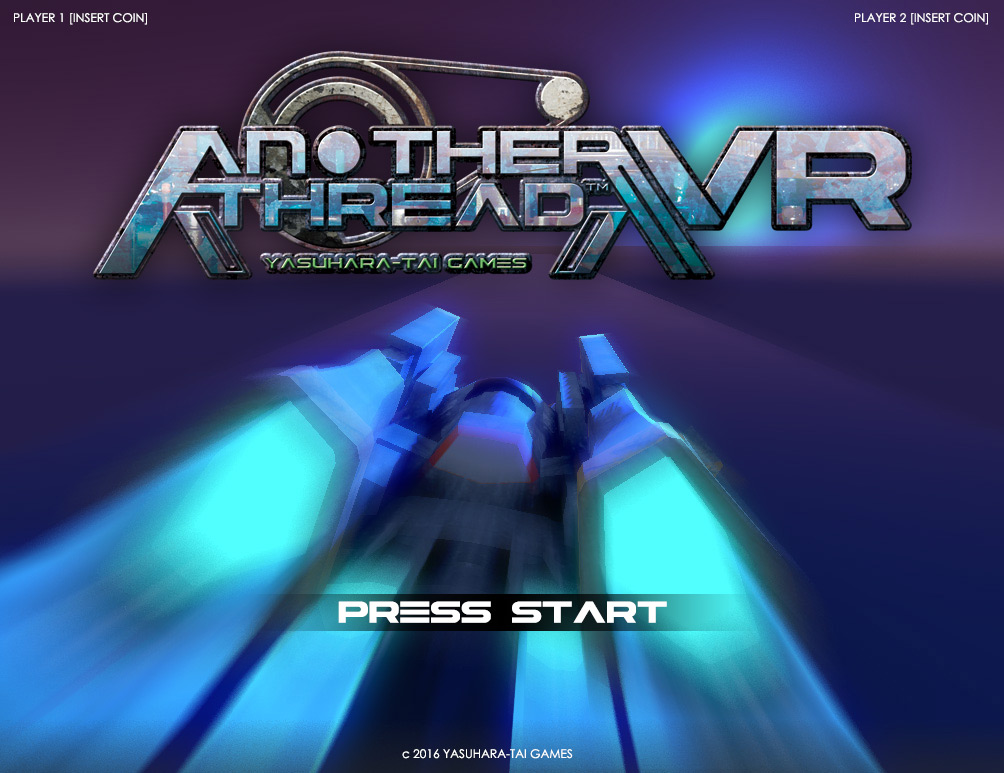 PLAYER 1 [INSERT COIN]
PLAYER 2 [INSERT COIN]
ANOTHER VR
THREAD™
YASUHARA-TAI GAMES
PRESS START
c 2016 YASUHARA-TAI GAMES